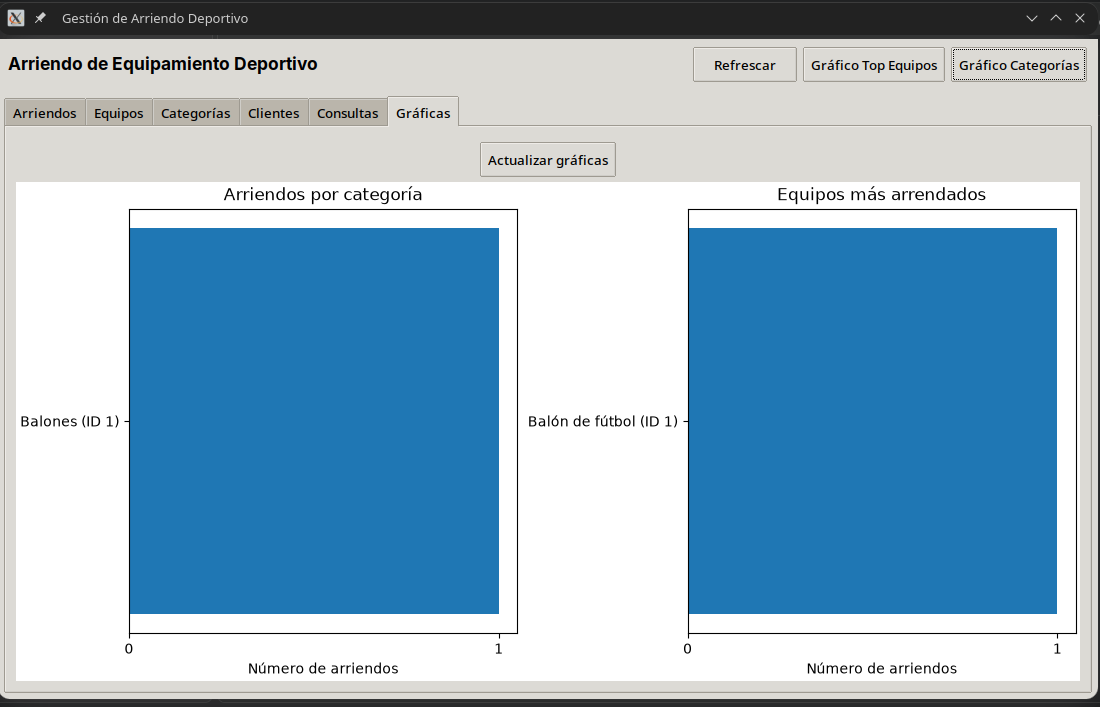 Gestión de Arriendo Deportivo
Arriendo de Equipamiento Deportivo
Refrescar
Gráfico Top Equipos
Gráfico Categorías
Arriendos
Equipos
Categorías
Clientes
Consultas
Gráficas
Actualizar gráficas
Arriendos por categoría
Balones (ID 1)
0
1
Número de arriendos
Equipos más arrendados
Balón de fútbol (ID 1)
0
1
Número de arriendos